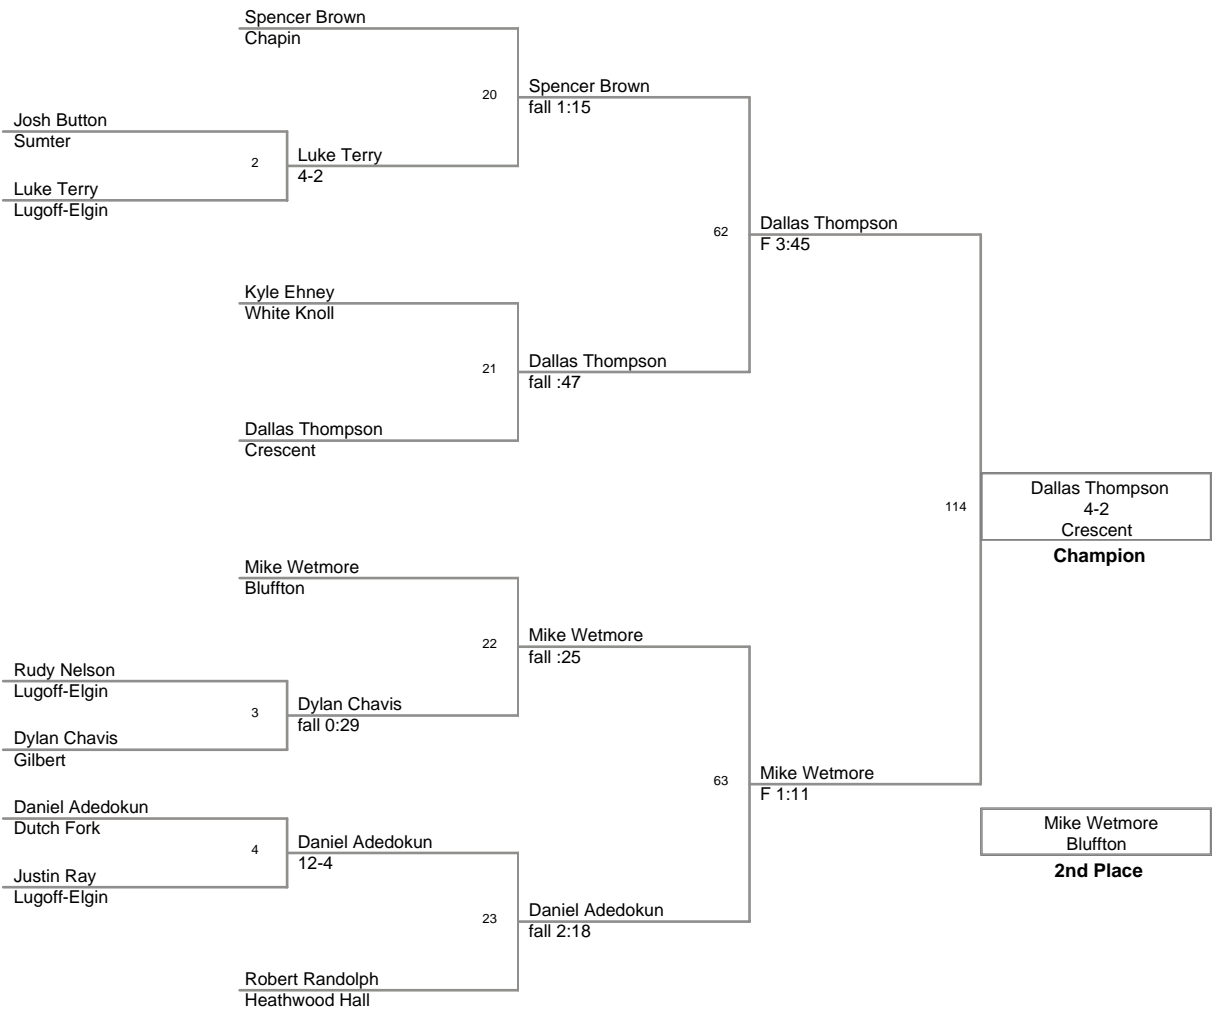 Spencer Brown
Chapin
20
Spencer Brown
fall 1:15
Josh Button
Sumter
2
Luke Terry
4-2
Luke Terry
Lugoff-Elgin
62
Dallas Thompson
F 3:45
Kyle Ehney
White Knoll
21
Dallas Thompson
fall :47
Dallas Thompson
Crescent
114
Dallas Thompson
4-2
Crescent
Champion
Mike Wetmore
Bluffton
22
Mike Wetmore
fall :25
Rudy Nelson
Lugoff-Elgin
3
Dylan Chavis
fall 0:29
Dylan Chavis
Gilbert
63
Mike Wetmore
F 1:11
Daniel Adedokun
Dutch Fork
4
Daniel Adedokun
12-4
Justin Ray
Lugoff-Elgin
Mike Wetmore
Bluffton
2nd Place
23
Daniel Adedokun
fall 2:18
Robert Randolph
Heathwood Hall